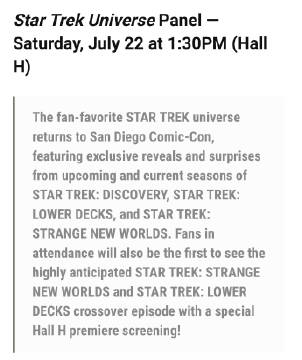 Star Trek Universe Panel —
Saturday, July 22 at 1:30PM (Hall
H)
The fan-favorite STAR TREK universe
returns to San Diego Comic-Con,
featuring exclusive reveals and surprises
from upcoming and current seasons of
STAR TREK: DISCOVERY, STAR TREK:
LOWER DECKS, and STAR TREK:
STRANGE NEW WORLDS. Fans in
attendance will also be the first to see the
highly anticipated STAR TREK: STRANGE
NEW WORLDS and STAR TREK: LOWER
DECKS crossover episode with a special
Hall H premiere screening!